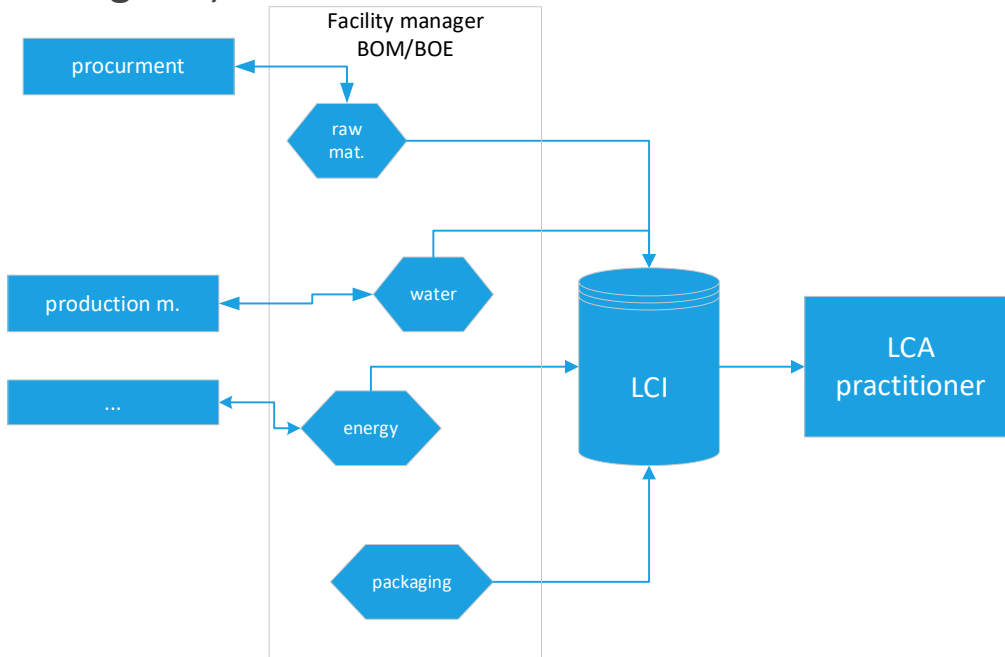 Facility manager
BOM/BOE
procurment
raw
mat.
production m.
water
...
energy
LCI
LCA
practitioner
packaging